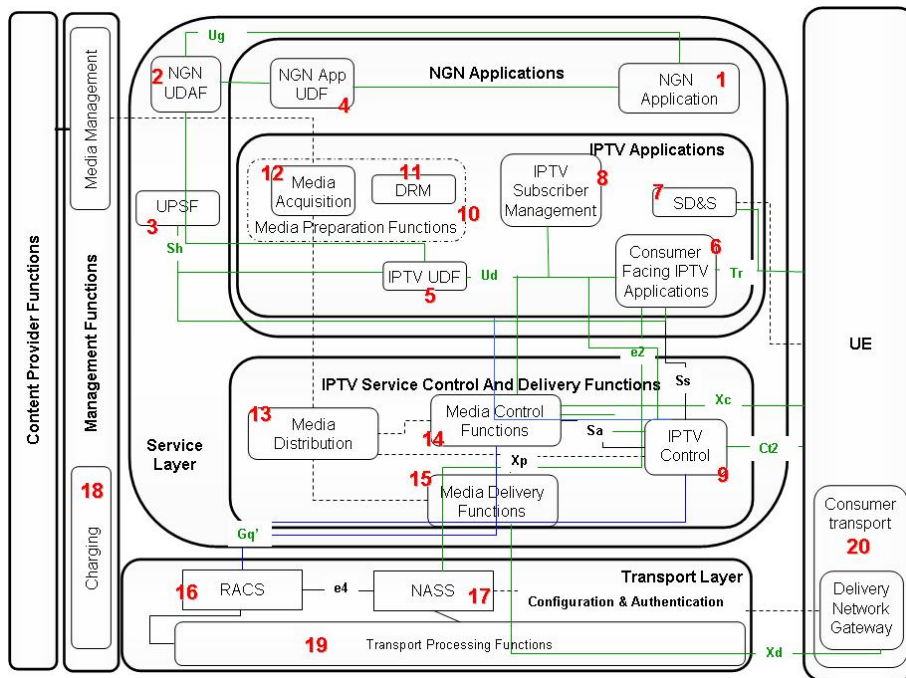 Content Provider Functions
Management Functions
Media Management
18
Charging
Service
Layer
Ug
2
NGN
UDAF
NGN App
UDF
4
NGN Applications
1
NGN
Application
IPTV Applications
12
Media
Acquisition
11
DRM
10
Media Preparation Functions
IPTV
Subscriber
Management
8
7
SD&S
UPSF
3
Sh
IPTV UDF
5
Ud
6
Consumer
Facing IPTV
Applications
Tr
UE
e2
Ss
IPTV Service Control And Delivery Functions
13
Media
Distribution
Media Control
Functions
14
Sa
Xc
IPTV
Control
9
Ct2
Xp
15
Media Delivery
Functions
Gq'
Consumer
transport
20
Delivery
Network
Gateway
Transport Layer
16
RACS
e4
NASS
17
Configuration & Authentication
19
Transport Processing Functions
Xd